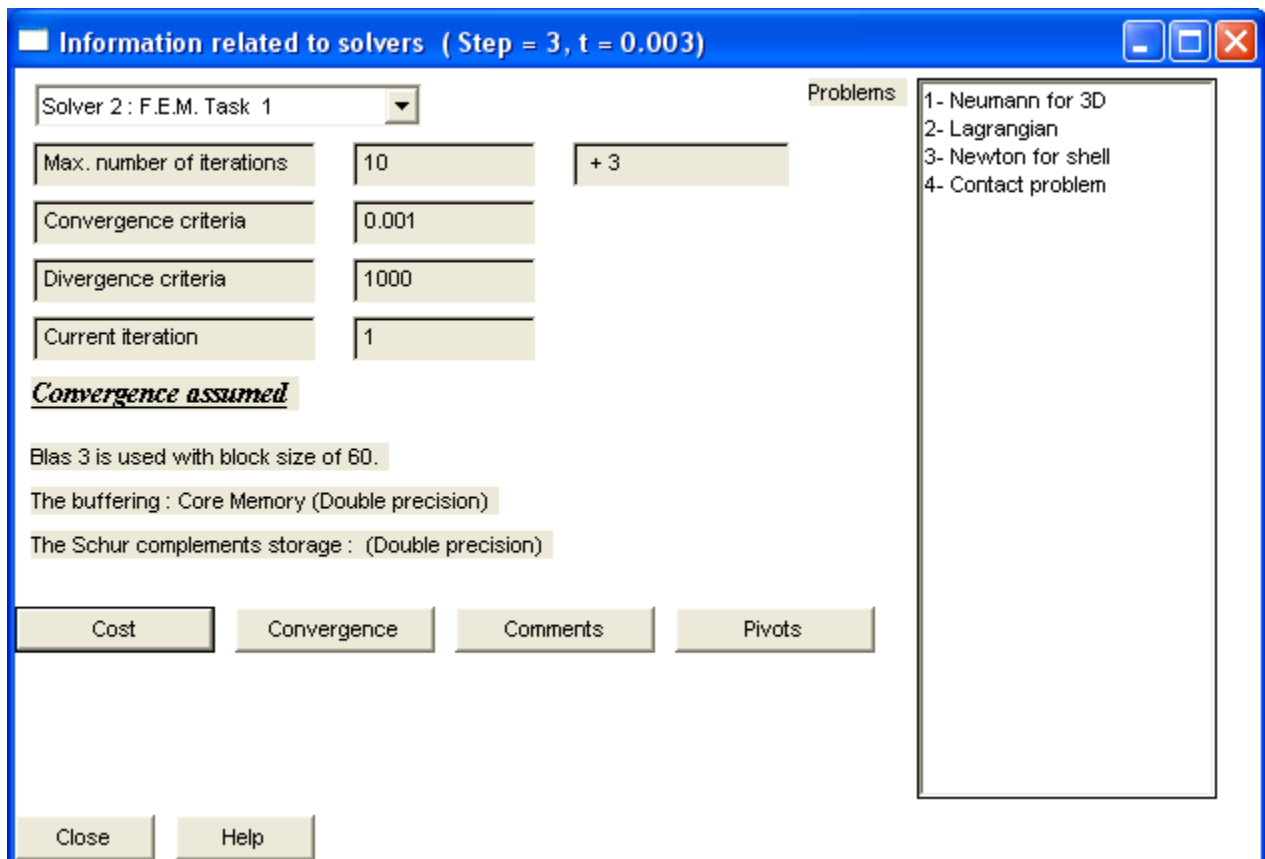 Information related to solvers ( Step = 3, t = 0.003)
Solver 2 : F.E.M. Task 1
Problems
1- Neumann for 3D
2- Lagrangian
3- Newton for shell
4- Contact problem
Max. number of iterations 10 + 3
Convergence criteria 0.001
Divergence criteria 1000
Current iteration 1
Convergence assumed
Blas 3 is used with block size of 60.
The buffering : Core Memory (Double precision)
The Schur complements storage : (Double precision)
Cost Convergence Comments Pivots
Close Help